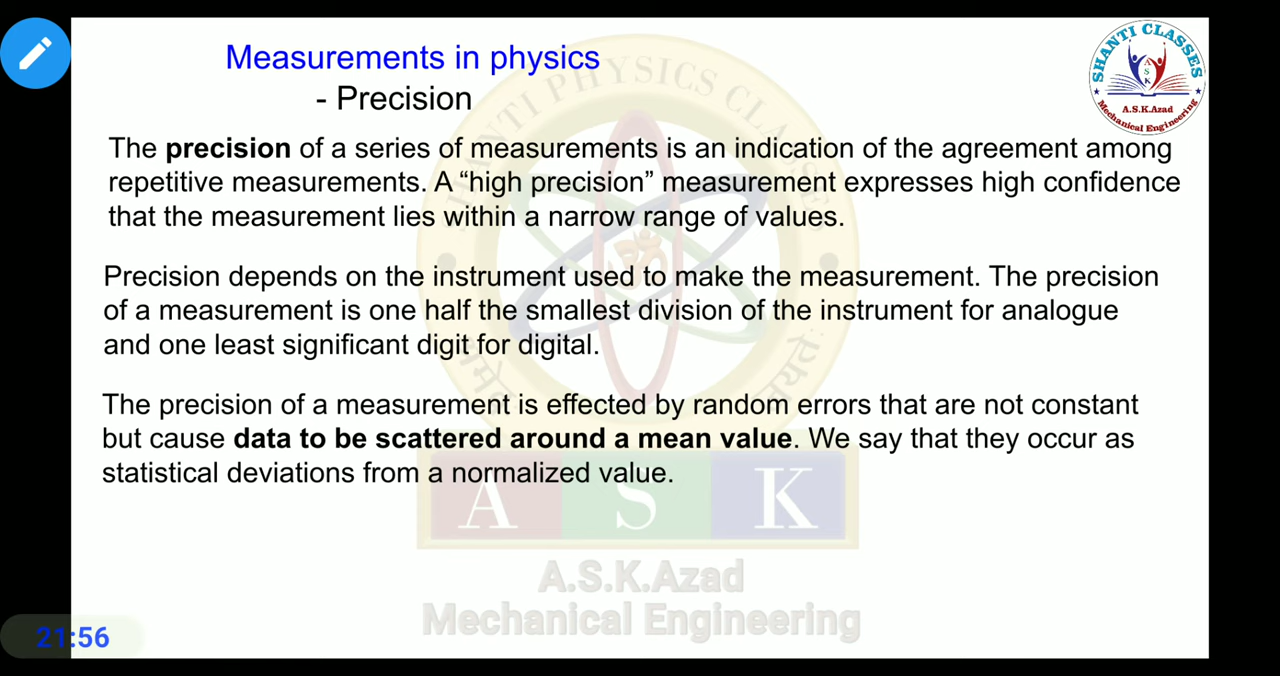 Measurements in physics
- Precision
SHANTI CLASSES
A S K
A.S.K.Azad
Mechanical Engineering
The precision of a series of measurements is an indication of the agreement among
repetitive measurements. A “high precision” measurement expresses high confidence
that the measurement lies within a narrow range of values.
Precision depends on the instrument used to make the measurement. The precision
of a measurement is one half the smallest division of the instrument for analogue
and one least significant digit for digital.
The precision of a measurement is effected by random errors that are not constant
but cause data to be scattered around a mean value. We say that they occur as
statistical deviations from a normalized value.
SHANTI PHYSICS CLASSES
ॐ
A S K
A.S.K.Azad
Mechanical Engineering
21:56